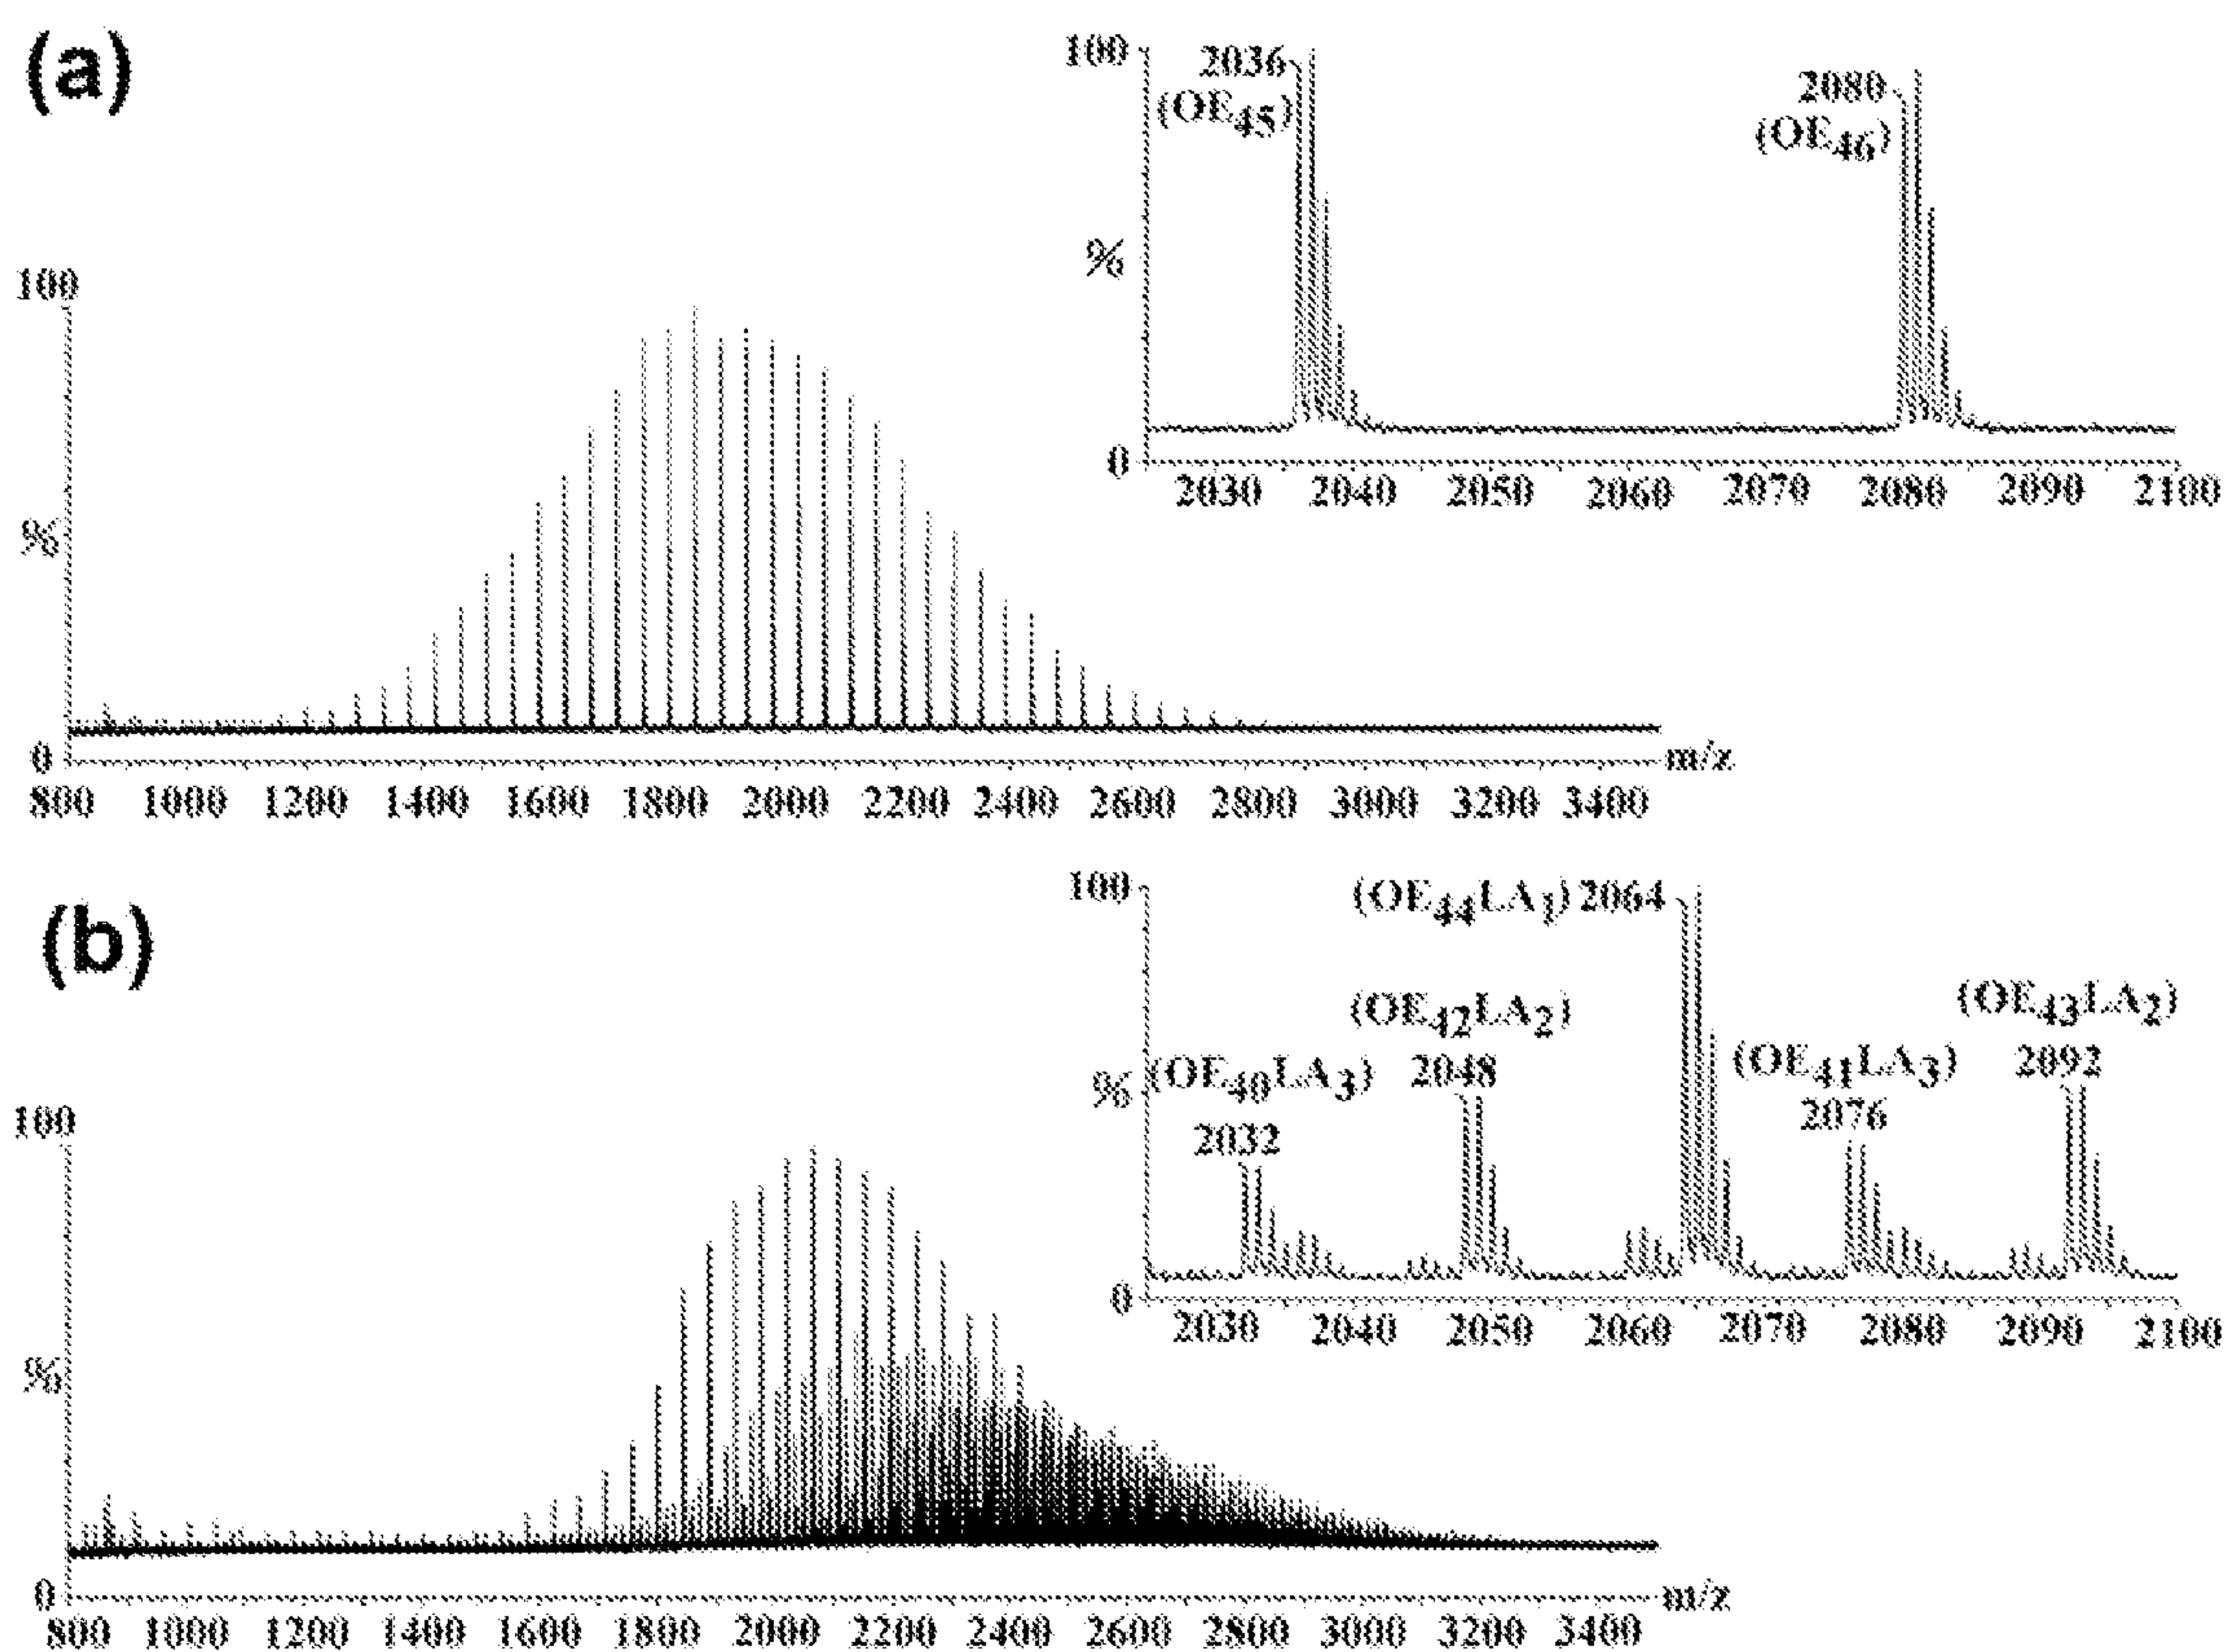 (a)
100
2036
(OE45)
2080
(OE46)
%
0
2030 2040 2050 2060 2070 2080 2090 2100
100
%
0
m/z
800 1000 1200 1400 1600 1800 2000 2200 2400 2600 2800 3000 3200 3400
(b)
100
(OE44LA1) 2064
(OE42LA2)
2048
(OE43LA2)
2092
(OE40LA3)
2032
(OE41LA3)
2076
%
0
2030 2040 2050 2060 2070 2080 2090 2100
100
%
0
m/z
800 1000 1200 1400 1600 1800 2000 2200 2400 2600 2800 3000 3200 3400